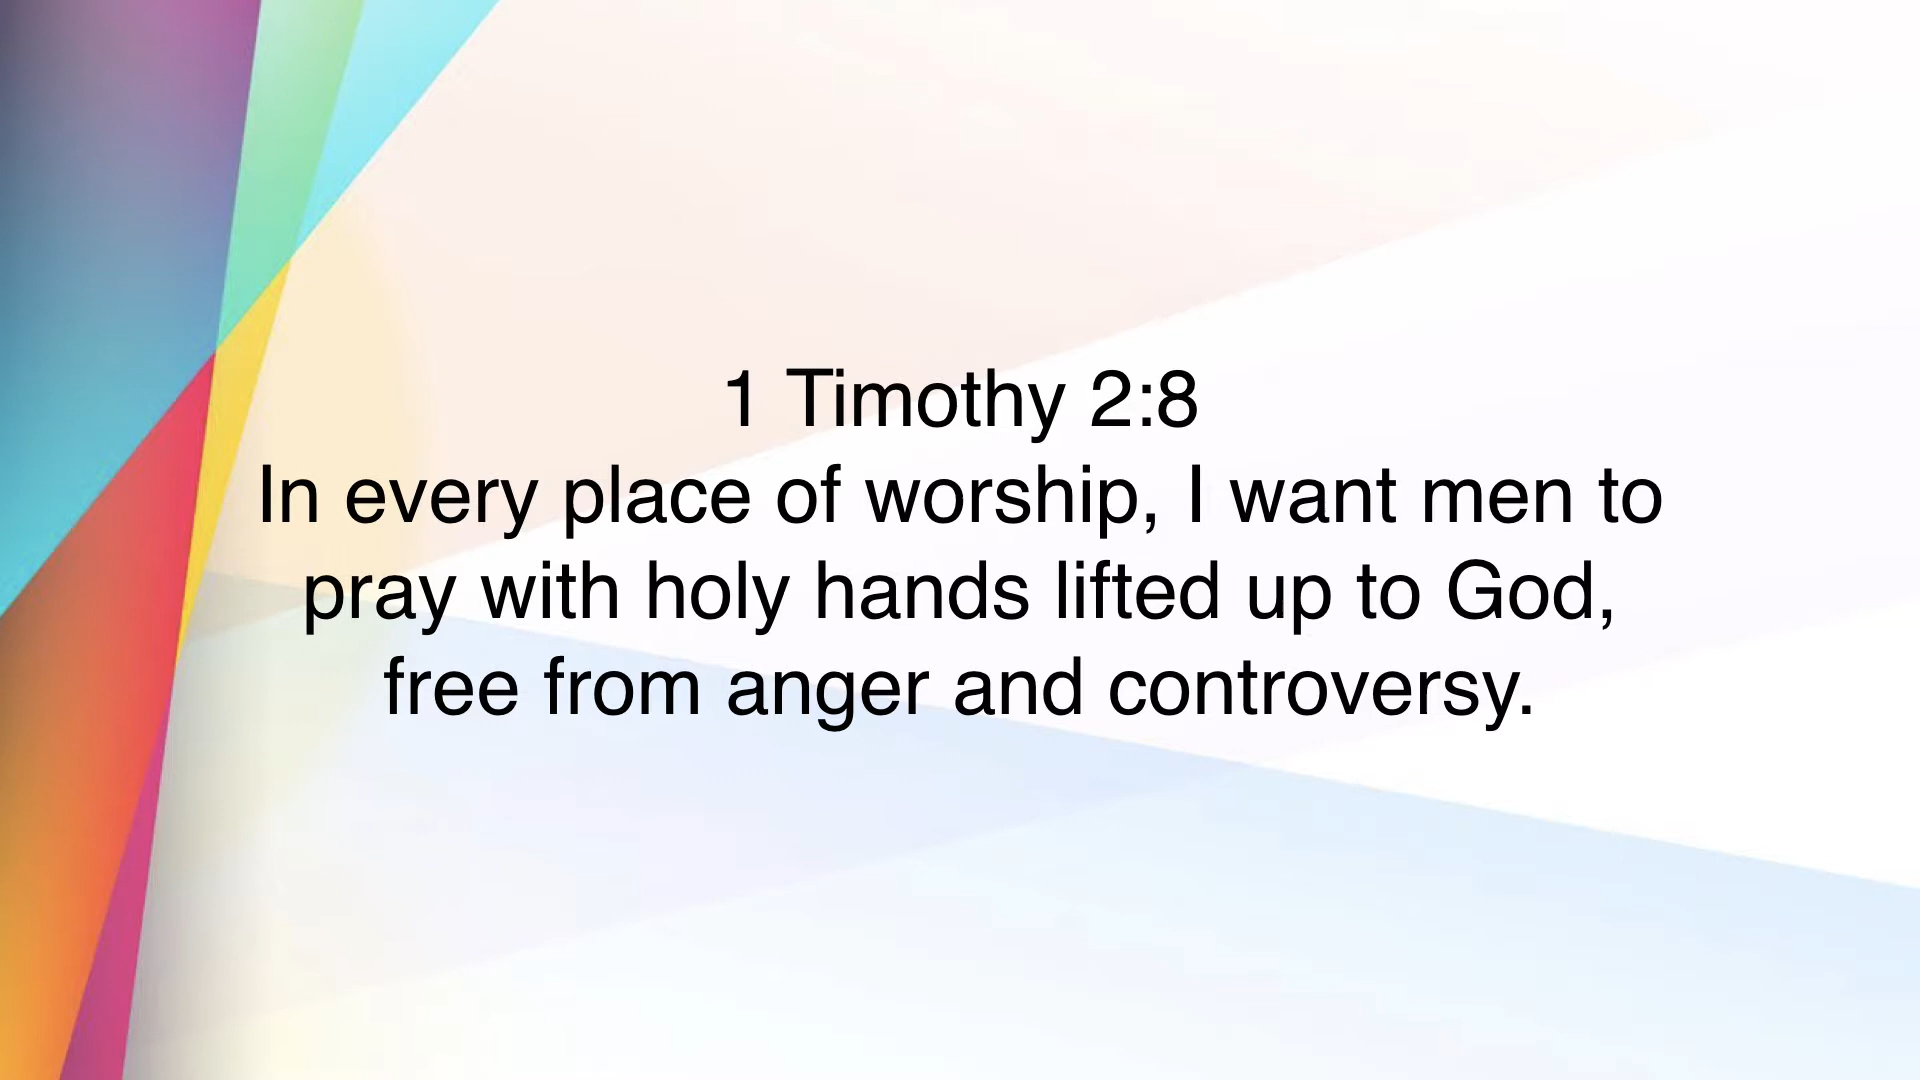 1 Timothy 2:8
In every place of worship, I want men to
pray with holy hands lifted up to God,
free from anger and controversy.